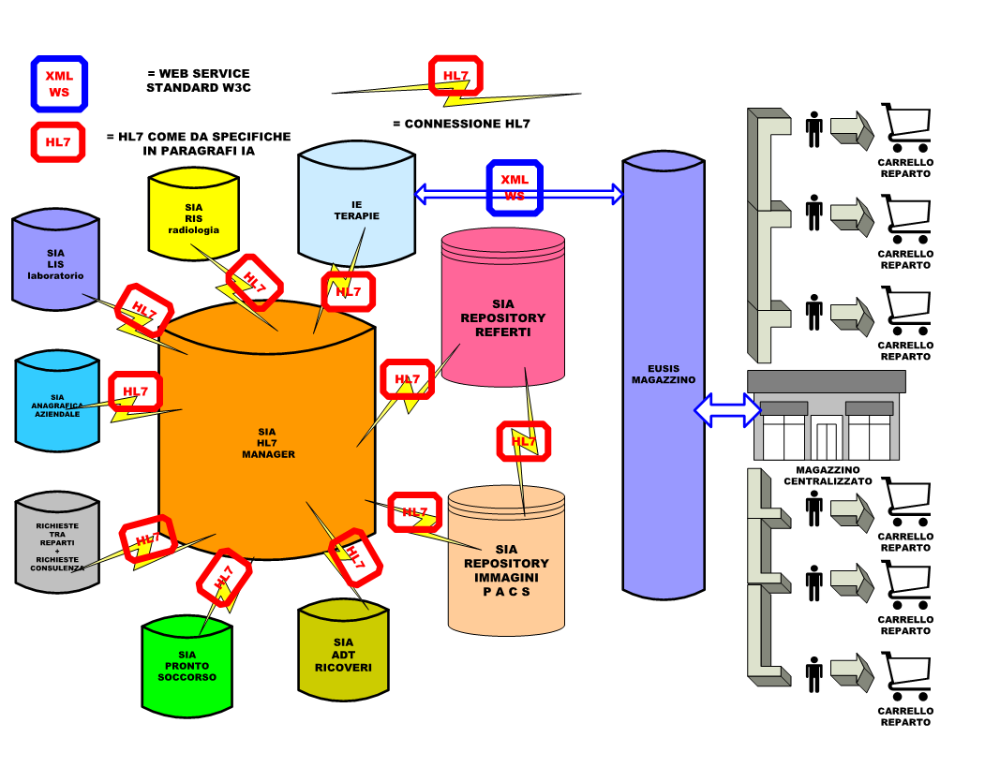 XML
WS
= WEB SERVICE
STANDARD W3C
HL7
= CONNESSIONE HL7
HL7
= HL7 COME DA SPECIFICHE
IN PARAGRAFI IA
SIA
RIS
radiologia
IE
TERAPIE
XML
WS
SIA
LIS
laboratorio
HL7
HL7
HL7
SIA
REPOSITORY
REFERTI
SIA
ANAGRAFICA
AZIENDALE
HL7
HL7
SIA
HL7
MANAGER
HL7
EUSIS
MAGAZZINO
RICHIESTE
TRA
REPARTI
+
RICHIESTE
CONSULENZA
HL7
HL7
HL7
HL7
SIA
REPOSITORY
IMMAGINI
P A C S
SIA
PRONTO
SOCCORSO
SIA
ADT
RICOVERI
CARRELLO
REPARTO
CARRELLO
REPARTO
CARRELLO
REPARTO
MAGAZZINO
CENTRALIZZATO
CARRELLO
REPARTO
CARRELLO
REPARTO
CARRELLO
REPARTO